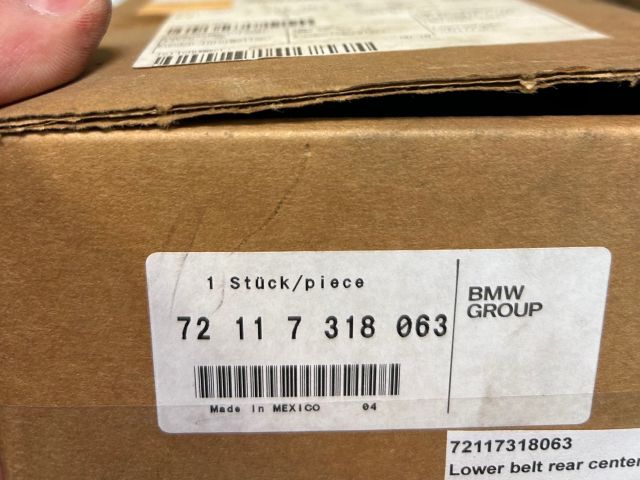 1 Stück/piece
72 11 7 318 063
Made in MEXICO 04
BMW
GROUP
72117318063
Lower belt rear center